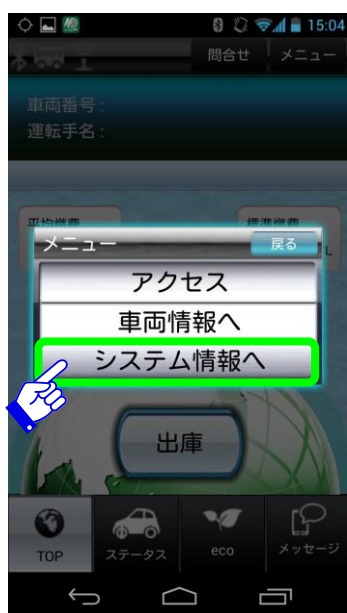 15:04
問合せ メニュー
車両番号 :
運転手名 :
平均燃費 標準燃費
L
メニュー 戻る
アクセス
車両情報へ
システム情報へ
出庫
TOP ステータス eco メッセージ